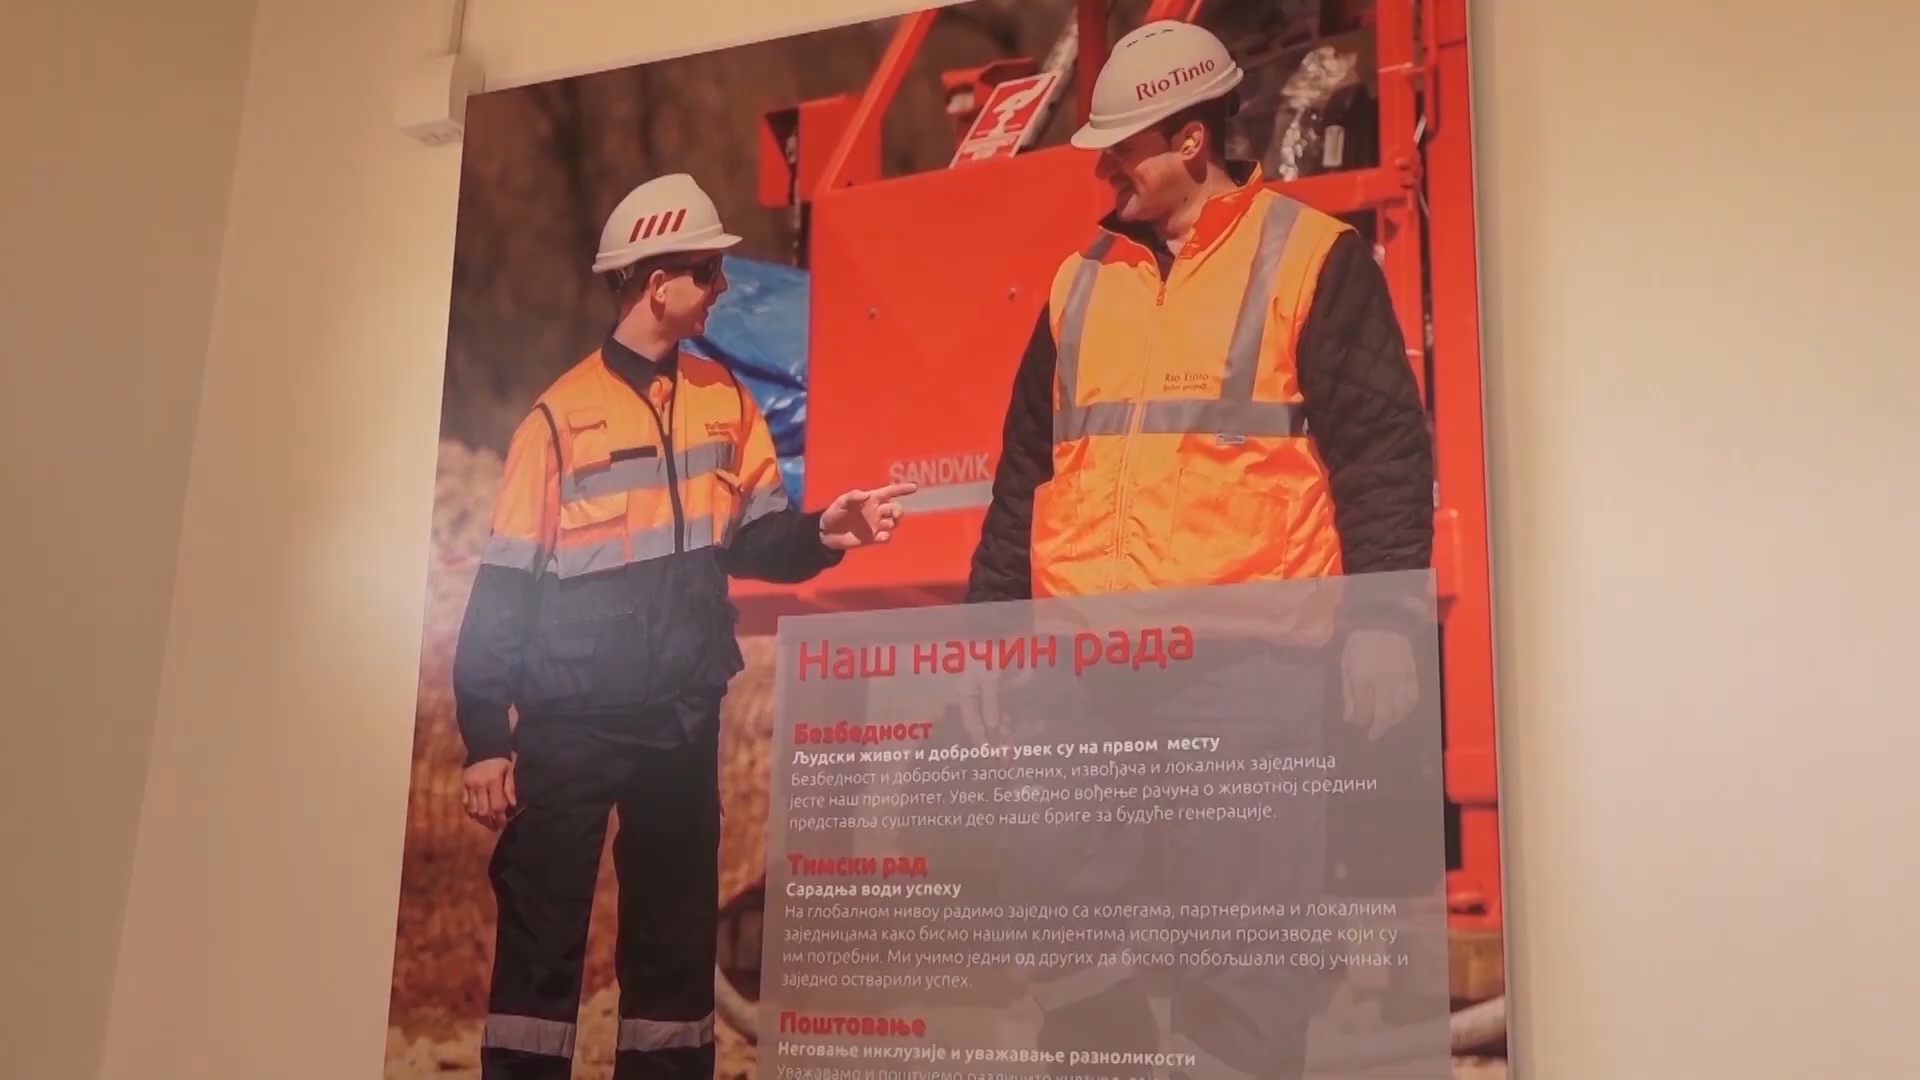 Rio Tinto
Rio Tinto
SANDVIK
Наш начин рада
Безбедност
Људски живот и добробит увек су на првом месту
Безбедност и добробит запослених, извођача и локалних заједница
јесте наш приоритет. Увек. Безбедно вођење рачуна о животној средини
представља суштински део наше бриге за будуће генерације.
Тимски рад
Сарадња води успеху
На глобалном нивоу радимо заједно са колегама, партнерима и локалним
заједницама како бисмо нашим клијентима испоручили производе који су
им потребни. Ми учимо једни од других да бисмо побољшали свој учинак и
заједно остварили успех.
Поштовање
Неговање инклузије и уважавање разноликости
Уважавамо и поштујемо различите